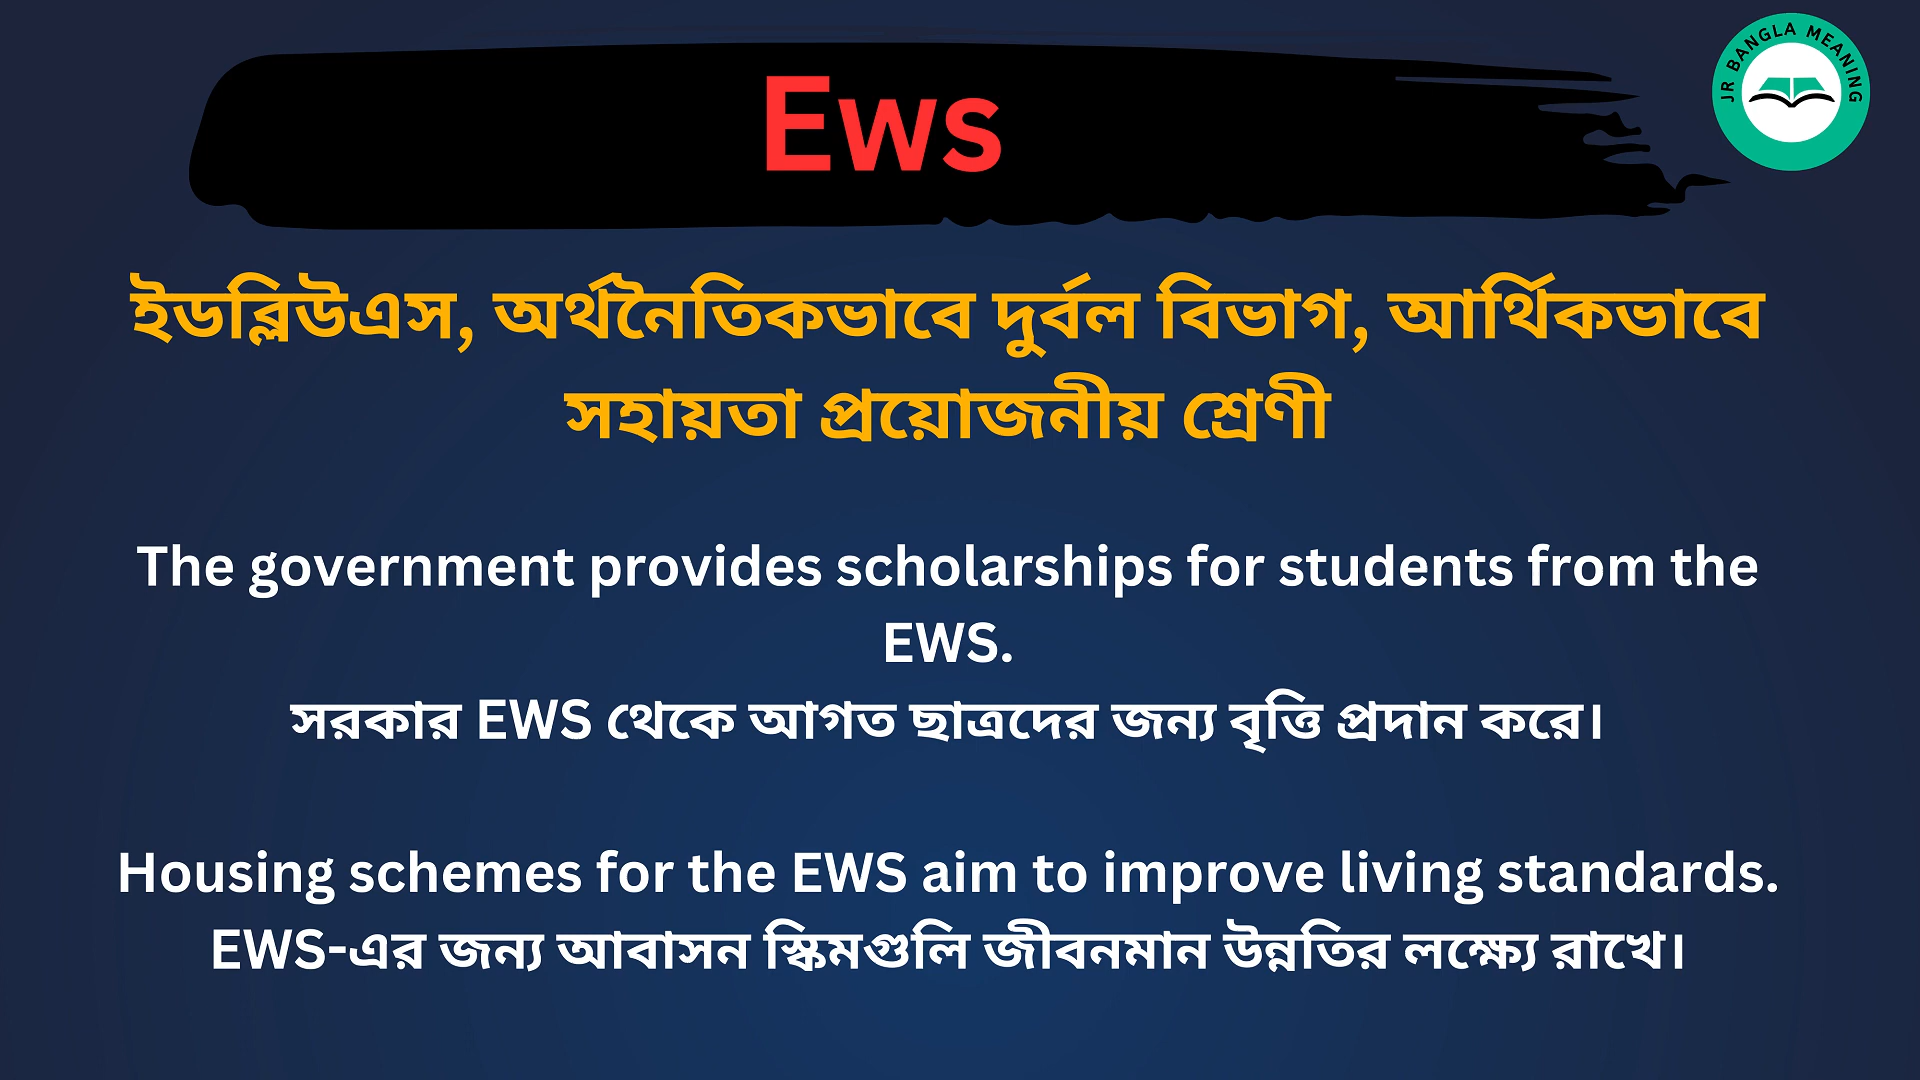 Ews
JR BANGLA MEANING
ইডব্লিউএস, অর্থনৈতিকভাবে দুর্বল বিভাগ, আর্থিকভাবে
সহায়তা প্রয়োজনীয় শ্রেণী
The government provides scholarships for students from the
EWS.
সরকার EWS থেকে আগত ছাত্রদের জন্য বৃত্তি প্রদান করে।
Housing schemes for the EWS aim to improve living standards.
EWS-এর জন্য আবাসন স্কিমগুলি জীবনমান উন্নতির লক্ষ্যে রাখে।